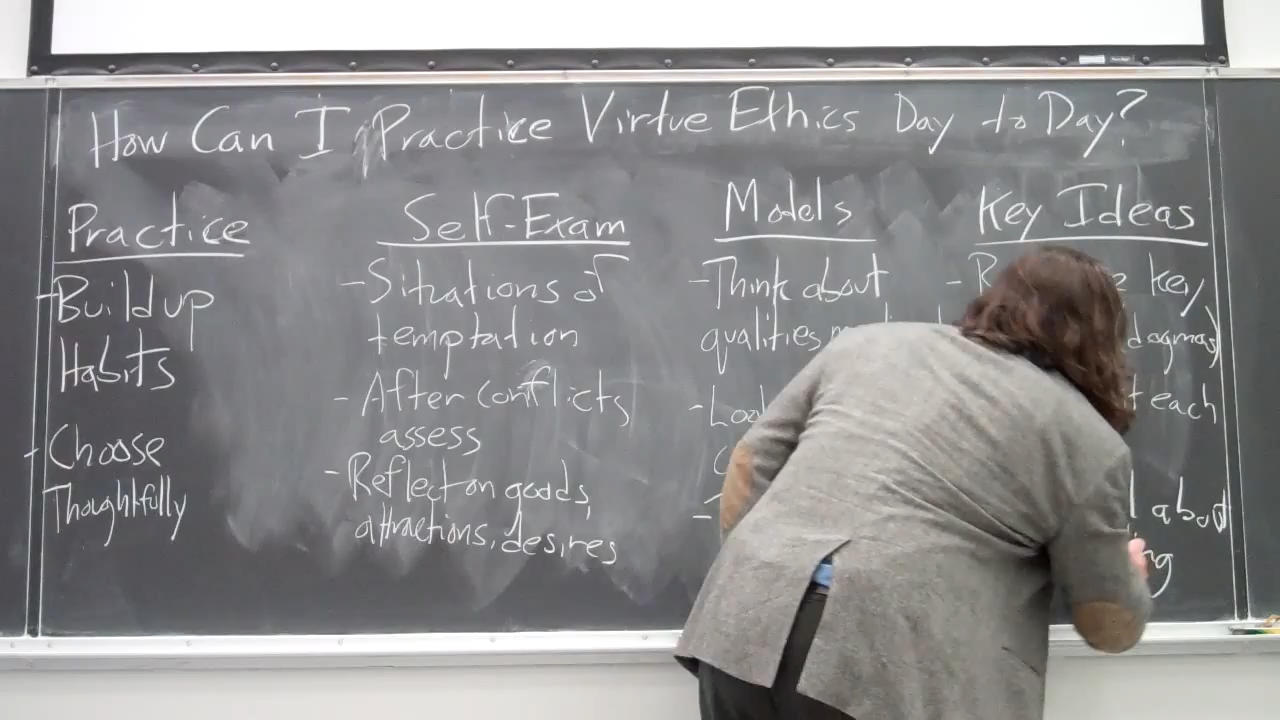 How Can I Practice Virtue Ethics Day to Day?
Practice
-Build up
Habits
-Choose
Thoughtfully
Self-Exam
-Situations of
temptation
-After conflicts
assess
-Reflect on goods,
attractions, desires
Models
-Think about
qualities
-
-
Key Ideas
- key
dogmas)
each
about